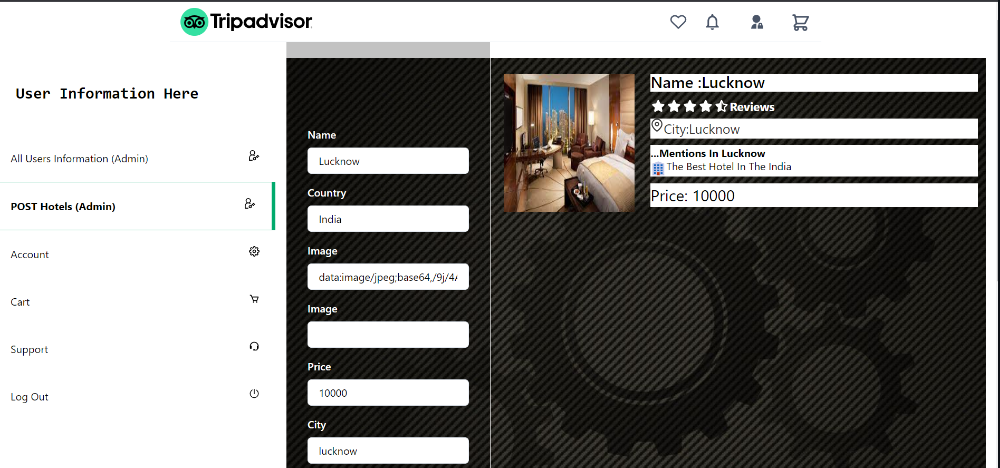 Tripadvisor
User Information Here
All Users Information (Admin)
POST Hotels (Admin)
Account
Cart
Support
Log Out
Name
Lucknow
Country
India
Image
data:image/jpeg;base64,/9j/4A
Image
Price
10000
City
lucknow
Name :Lucknow
Reviews
City:Lucknow
...Mentions In Lucknow
The Best Hotel In The India
Price: 10000